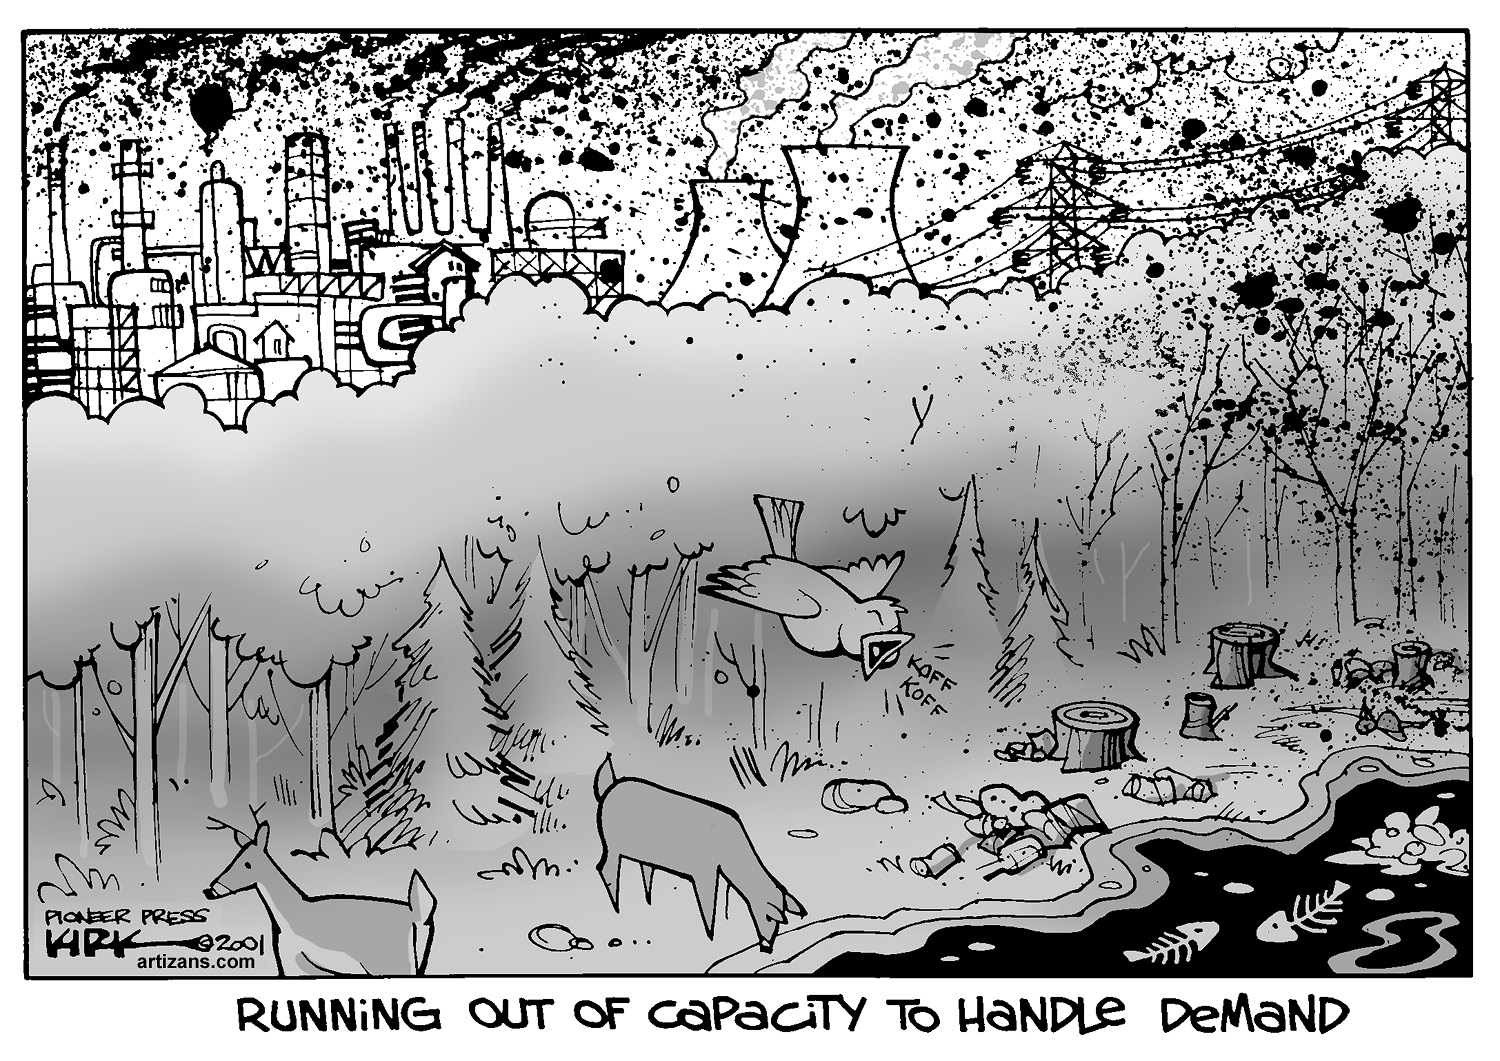 KOFF
KOFF
PIONEER PRESS
KIRK ©2001
artizans.com
RUNNING OUT OF CAPACITY TO HANDLE DEMAND